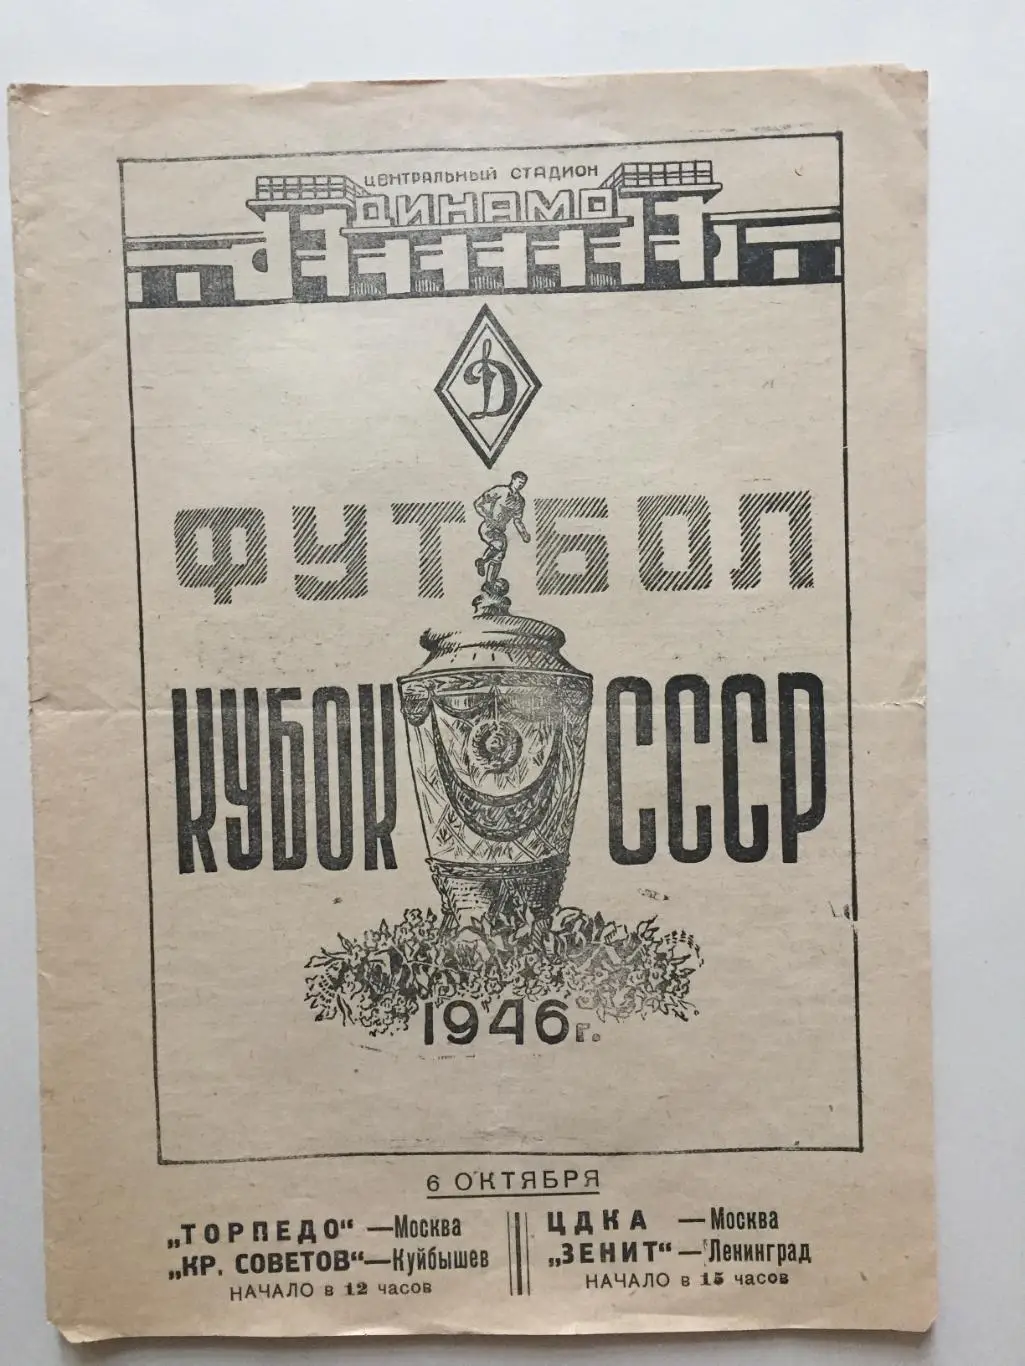 ЦЕНТРАЛЬНЫЙ СТАДИОН
ДИНАМО
Д
ФУТБОЛ
КУБОК СССР
1946 г.
6 ОКТЯБРЯ
„ТОРПЕДО“ —Москва
„КР. СОВЕТОВ“—Куйбышев
НАЧАЛО в 12 часов
ЦДКА —Москва
„ЗЕНИТ“—Ленинград
НАЧАЛО в 15 часов